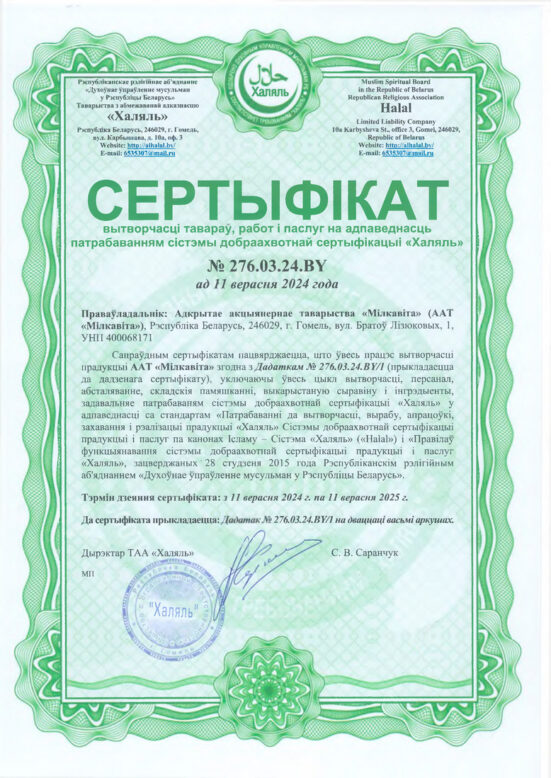 حلال
Халяль
Рэспубліканскае рэлігійнае аб'яднанне
«Духоўнае ўпраўленне мусульман
у Рэспубліцы Беларусь»
Таварыства з абмежаванай адказнасцю
«Халяль»
Рэспубліка Беларусь, 246029, г. Гомель,
вул. Карбышава, д. 10а, оф. 3
Website: http://alhalal.by/
E-mail: 6535307@mail.ru
Muslim Spiritual Board
in the Republic of Belarus
Republican Religious Association
Halal
Limited Liability Company
10a Karbysheva St., office 3, Gomel, 246029,
Republic of Belarus
Website: http://alhalal.by/
E-mail: 6535307@mail.ru
СЕРТЫФІКАТ
вытворчасці тавараў, работ і паслуг на адпаведнасць
патрабаванням сістэмы добраахвотнай сертыфікацыі «Халяль»
№ 276.03.24.BY
ад 11 верасня 2024 года
Праваўладальнік: Адкрытае акцыянернае таварыства «Мілкавіта» (ААТ
«Мілкавіта»), Рэспубліка Беларусь, 246029, г. Гомель, вул. Братоў Лізюковых, 1,
УНП 400068171
Сапраўдным сертыфікатам пацвярджаецца, што ўвесь працэс вытворчасці
прадукцыі ААТ «Мілкавіта» згодна з Дадаткам № 276.03.24.BY/1 (прыкладаецца
да дадзенага сертыфікату), уключаючы ўвесь цыкл вытворчасці, персанал,
абсталяванне, складскія памяшканні, выкарыстаную сыравіну і інгрэдыенты,
задавальняе патрабаваням сістэмы добраахвотнай сертыфікацыі «Халяль» у
адпаведнасці са стандартам «Патрабаванні да вытворчасці, вырабу, апрацоўкі,
захавання і рэалізацыі прадукцыі «Халяль» Сістэмы добраахвотнай сертыфікацыі
прадукцыі і паслуг па канонах Ісламу – Сістэма «Халяль» («Halal») і «Правілаў
функцыянавання сістэмы добраахвотнай сертыфікацыі прадукцыі і паслуг
«Халяль», зацверджаных 28 студзеня 2015 года Рэспубліканскім рэлігійным
аб'яднаннем «Духоўнае ўпраўленне мусульман у Рэспубліцы Беларусь».
Тэрмін дзеяння сертыфіката: з 11 верасня 2024 г. па 11 верасня 2025 г.
Да сертыфіката прыкладаецца: Дадатак № 276.03.24.BY/1 на дваццаці васьмі аркушах.
Дырэктар ТАА «Халяль»
С. В. Саранчук
МП
"Халяль"